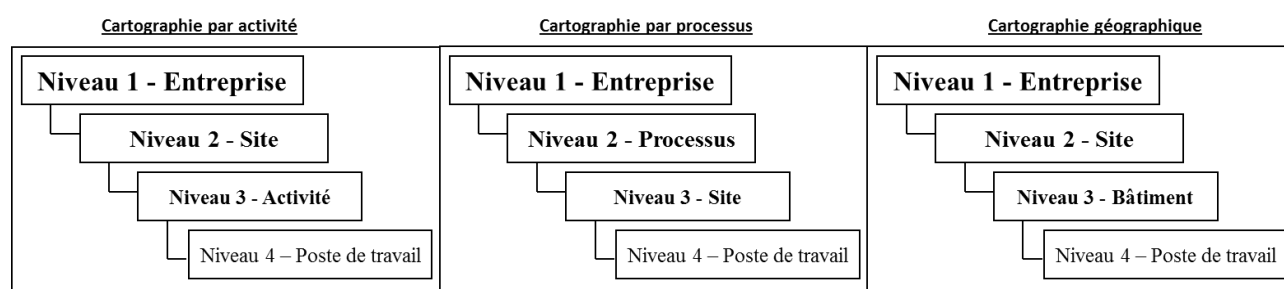 Cartographie par activité
Niveau 1 - Entreprise
Niveau 2 - Site
Niveau 3 - Activité
Niveau 4 – Poste de travail
Cartographie par processus
Niveau 1 - Entreprise
Niveau 2 - Processus
Niveau 3 - Site
Niveau 4 – Poste de travail
Cartographie géographique
Niveau 1 - Entreprise
Niveau 2 - Site
Niveau 3 - Bâtiment
Niveau 4 – Poste de travail